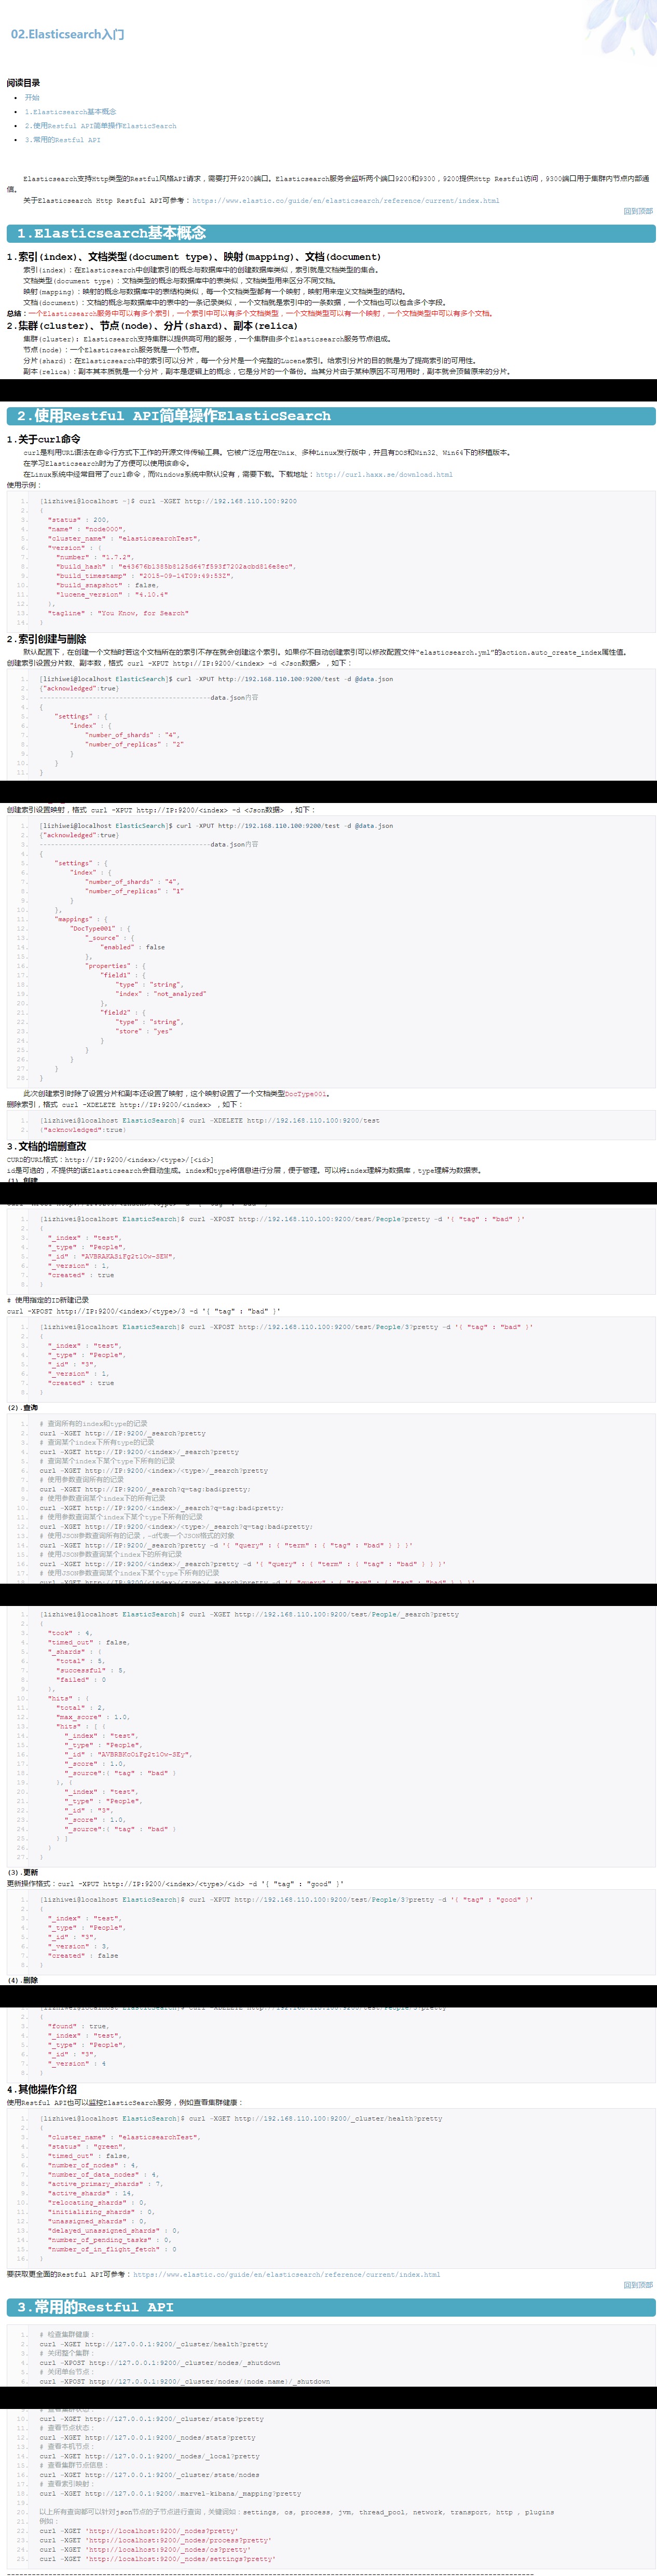 02.Elasticsearch入门
阅读目录
开始
1.Elasticsearch基本概念
2.使用Restful API简单操作ElasticSearch
3.常用的Restful API
Elasticsearch支持Http类型的Restful风格API请求，需要打开9200端口。Elasticsearch服务会监听两个端口9200和9300，9200提供Http Restful访问，9300端口用于集群内节点内部通
信。
关于Elasticsearch Http Restful API可参考：https://www.elastic.co/guide/en/elasticsearch/reference/current/index.html
回到顶部
1.Elasticsearch基本概念
1.索引(index)、文档类型(document type)、映射(mapping)、文档(document)
索引(index)：在Elasticsearch中创建索引的概念与数据库中的创建数据库类似，索引就是文档类型的集合。
文档类型(document type)：文档类型的概念与数据库中的表类似，文档类型用来区分不同文档。
映射(mapping)：映射的概念与数据库中的表结构类似，每一个文档类型都有一个映射，映射用来定义文档类型的结构。
文档(document)：文档的概念与数据库中的表中的一条记录类似，一个文档就是索引中的一条数据，一个文档也可以包含多个字段。
总结：一个Elasticsearch服务中可以有多个索引，一个索引中可以有多个文档类型，一个文档类型可以有一个映射，一个文档类型中可以有多个文档。
2.集群(cluster)、节点(node)、分片(shard)、副本(relica)
集群(cluster)：Elasticsearch支持集群以提供高可用的服务，一个集群由多个Elasticsearch服务节点组成。
节点(node)：一个Elasticsearch服务就是一个节点。
分片(shard)：在Elasticsearch中的索引可以分片，每一个分片是一个完整的Lucene索引。给索引分片的目的就是为了提高索引的可用性。
副本(relica)：副本其本质就是一个分片，副本是逻辑上的概念，它是分片的一个备份。当其分片由于某种原因不可用用时，副本就会顶替原来的分片。
2.使用Restful API简单操作ElasticSearch
1.关于curl命令
curl是利用URL语法在命令行方式下工作的开源文件传输工具。它被广泛应用在Unix、多种Linux发行版中，并且有DOS和Win32、Win64下的移植版本。
在学习Elasticsearch时为了方便可以使用该命令。
在Linux系统中经常自带了curl命令，而Windows系统中默认没有，需要下载。下载地址：http://curl.haxx.se/download.html
使用示例：
1. [lizhiwei@localhost ~]$ curl -XGET http://192.168.110.100:9200
2. {
3. "status" : 200,
4. "name" : "node000",
5. "cluster_name" : "elasticsearchTest",
6. "version" : {
7. "number" : "1.7.2",
8. "build_hash" : "e43676b1385b8125d647f593f7202acbd816e8ec",
9. "build_timestamp" : "2015-09-14T09:49:53Z",
10. "build_snapshot" : false,
11. "lucene_version" : "4.10.4"
12. },
13. "tagline" : "You Know, for Search"
14. }
2.索引创建与删除
默认配置下，在创建一个文档时若这个文档所在的索引不存在就会创建这个索引。如果你不自动创建索引可以修改配置文件"elasticsearch.yml"的action.auto_create_index属性值。
创建索引设置分片数、副本数，格式 curl -XPUT http://IP:9200/<index> -d <Json数据> ，如下：
1. [lizhiwei@localhost ElasticSearch]$ curl -XPUT http://192.168.110.100:9200/test -d @data.json
2. {"acknowledged":true}
3. ---------------------------------------------data.json内容
4. {
5. "settings" : {
6. "index" : {
7. "number_of_shards" : "4",
8. "number_of_replicas" : "2"
9. }
10. }
11. }
创建索引设置映射，格式 curl -XPUT http://IP:9200/<index> -d <Json数据> ，如下：
1. [lizhiwei@localhost ElasticSearch]$ curl -XPUT http://192.168.110.100:9200/test -d @data.json
2. {"acknowledged":true}
3. ---------------------------------------------data.json内容
4. {
5. "settings" : {
6. "index" : {
7. "number_of_shards" : "4",
8. "number_of_replicas" : "1"
9. }
10. },
11. "mappings" : {
12. "DocType001" : {
13. "_source" : {
14. "enabled" : false
15. },
16. "properties" : {
17. "field1" : {
18. "type" : "string",
19. "index" : "not_analyzed"
20. },
21. "field2" : {
22. "type" : "string",
23. "store" : "yes"
24. }
25. }
26. }
27. }
28. }
此次创建索引时除了设置分片和副本还设置了映射，这个映射设置了一个文档类型DocType001。
删除索引，格式 curl -XDELETE http://IP:9200/<index> ，如下：
1. [lizhiwei@localhost ElasticSearch]$ curl -XDELETE http://192.168.110.100:9200/test
2. {"acknowledged":true}
3.文档的增删查改
CURD的URL格式：http://IP:9200/<index>/<type>/[<id>]
id是可选的，不提供的话Elasticsearch会自动生成。index和type将信息进行分层，便于管理。可以将index理解为数据库，type理解为数据表。
(1).创建
1. [lizhiwei@localhost ElasticSearch]$ curl -XPOST http://192.168.110.100:9200/test/People?pretty -d '{ "tag" : "bad" }'
2. {
3. "_index" : "test",
4. "_type" : "People",
5. "_id" : "AVBRAKASiFg2tlOw-SEW",
6. "_version" : 1,
7. "created" : true
8. }
# 使用指定的ID新建记录
curl -XPOST http://IP:9200/<index>/<type>/3 -d '{ "tag" : "bad" }'
1. [lizhiwei@localhost ElasticSearch]$ curl -XPOST http://192.168.110.100:9200/test/People/3?pretty -d '{ "tag" : "bad" }'
2. {
3. "_index" : "test",
4. "_type" : "People",
5. "_id" : "3",
6. "_version" : 1,
7. "created" : true
8. }
(2).查询
1. # 查询所有的index和type的记录
2. curl -XGET http://IP:9200/_search?pretty
3. # 查询某个index下所有type的记录
4. curl -XGET http://IP:9200/<index>/_search?pretty
5. # 查询某个index下某个type下所有的记录
6. curl -XGET http://IP:9200/<index>/<type>/_search?pretty
7. # 使用参数查询所有的记录
8. curl -XGET http://IP:9200/_search?q=tag:bad&pretty;
9. # 使用参数查询某个index下的所有记录
10. curl -XGET http://IP:9200/<index>/_search?q=tag:bad&pretty;
11. # 使用参数查询某个index下某个type下所有的记录
12. curl -XGET http://IP:9200/<index>/<type>/_search?q=tag:bad&pretty;
13. # 使用JSON参数查询所有的记录，-d代表一个JSON格式的对象
14. curl -XGET http://IP:9200/_search?pretty -d '{ "query" : { "term" : { "tag" : "bad" } } }'
15. # 使用JSON参数查询某个index下的所有记录
16. curl -XGET http://IP:9200/<index>/_search?pretty -d '{ "query" : { "term" : { "tag" : "bad" } } }'
17. # 使用JSON参数查询某个index下某个type下所有的记录
18. curl -XGET http://IP:9200/<index>/<type>/_search?pretty -d '{ "query" : { "term" : { "tag" : "bad" } } }'
1. [lizhiwei@localhost ElasticSearch]$ curl -XGET http://192.168.110.100:9200/test/People/_search?pretty
2. {
3. "took" : 4,
4. "timed_out" : false,
5. "_shards" : {
6. "total" : 5,
7. "successful" : 5,
8. "failed" : 0
9. },
10. "hits" : {
11. "total" : 2,
12. "max_score" : 1.0,
13. "hits" : [ {
14. "_index" : "test",
15. "_type" : "People",
16. "_id" : "AVBRBKoOiFg2tlOw-SEy",
17. "_score" : 1.0,
18. "_source":{ "tag" : "bad" }
19. }, {
20. "_index" : "test",
21. "_type" : "People",
22. "_id" : "3",
23. "_score" : 1.0,
24. "_source":{ "tag" : "bad" }
25. } ]
26. }
27. }
(3).更新
更新操作格式：curl -XPUT http://IP:9200/<index>/<type>/<id> -d '{ "tag" : "good" }'
1. [lizhiwei@localhost ElasticSearch]$ curl -XPUT http://192.168.110.100:9200/test/People/3?pretty -d '{ "tag" : "good" }'
2. {
3. "_index" : "test",
4. "_type" : "People",
5. "_id" : "3",
6. "_version" : 3,
7. "created" : false
8. }
(4).删除
2. {
3. "found" : true,
4. "_index" : "test",
5. "_type" : "People",
6. "_id" : "3",
7. "_version" : 4
8. }
4.其他操作介绍
使用Restful API也可以监控ElasticSearch服务，例如查看集群健康：
1. [lizhiwei@localhost ElasticSearch]$ curl -XGET http://192.168.110.100:9200/_cluster/health?pretty
2. {
3. "cluster_name" : "elasticsearchTest",
4. "status" : "green",
5. "timed_out" : false,
6. "number_of_nodes" : 4,
7. "number_of_data_nodes" : 4,
8. "active_primary_shards" : 7,
9. "active_shards" : 14,
10. "relocating_shards" : 0,
11. "initializing_shards" : 0,
12. "unassigned_shards" : 0,
13. "delayed_unassigned_shards" : 0,
14. "number_of_pending_tasks" : 0,
15. "number_of_in_flight_fetch" : 0
16. }
要获取更全面的Restful API可参考：https://www.elastic.co/guide/en/elasticsearch/reference/current/index.html
回到顶部
3.常用的Restful API
1. # 检查集群健康：
2. curl -XGET http://127.0.0.1:9200/_cluster/health?pretty
3. # 关闭整个集群：
4. curl -XPOST http://127.0.0.1:9200/_cluster/nodes/_shutdown
5. # 关闭单台节点：
6. curl -XPOST http://127.0.0.1:9200/_cluster/nodes/{node.name}/_shutdown
9. # 查看集群状态：
10. curl -XGET http://127.0.0.1:9200/_cluster/state?pretty
11. # 查看节点状态：
12. curl -XGET http://127.0.0.1:9200/_nodes/stats?pretty
13. # 查看本机节点：
14. curl -XGET http://127.0.0.1:9200/_nodes/_local?pretty
15. # 查看集群节点信息：
16. curl -XGET http://127.0.0.1:9200/_cluster/state/nodes
17. # 查看索引映射：
18. curl -XGET http://127.0.0.1:9200/.marvel-kibana/_mapping?pretty
19.
20. 以上所有查询都可以针对json节点的子节点进行查询，关键词如：settings, os, process, jvm, thread_pool, network, transport, http , plugins
21. 例如：
22. curl -XGET 'http://localhost:9200/_nodes?pretty'
23. curl -XGET 'http://localhost:9200/_nodes/process?pretty'
24. curl -XGET 'http://localhost:9200/_nodes/os?pretty'
25. curl -XGET 'http://localhost:9200/_nodes/settings?pretty'